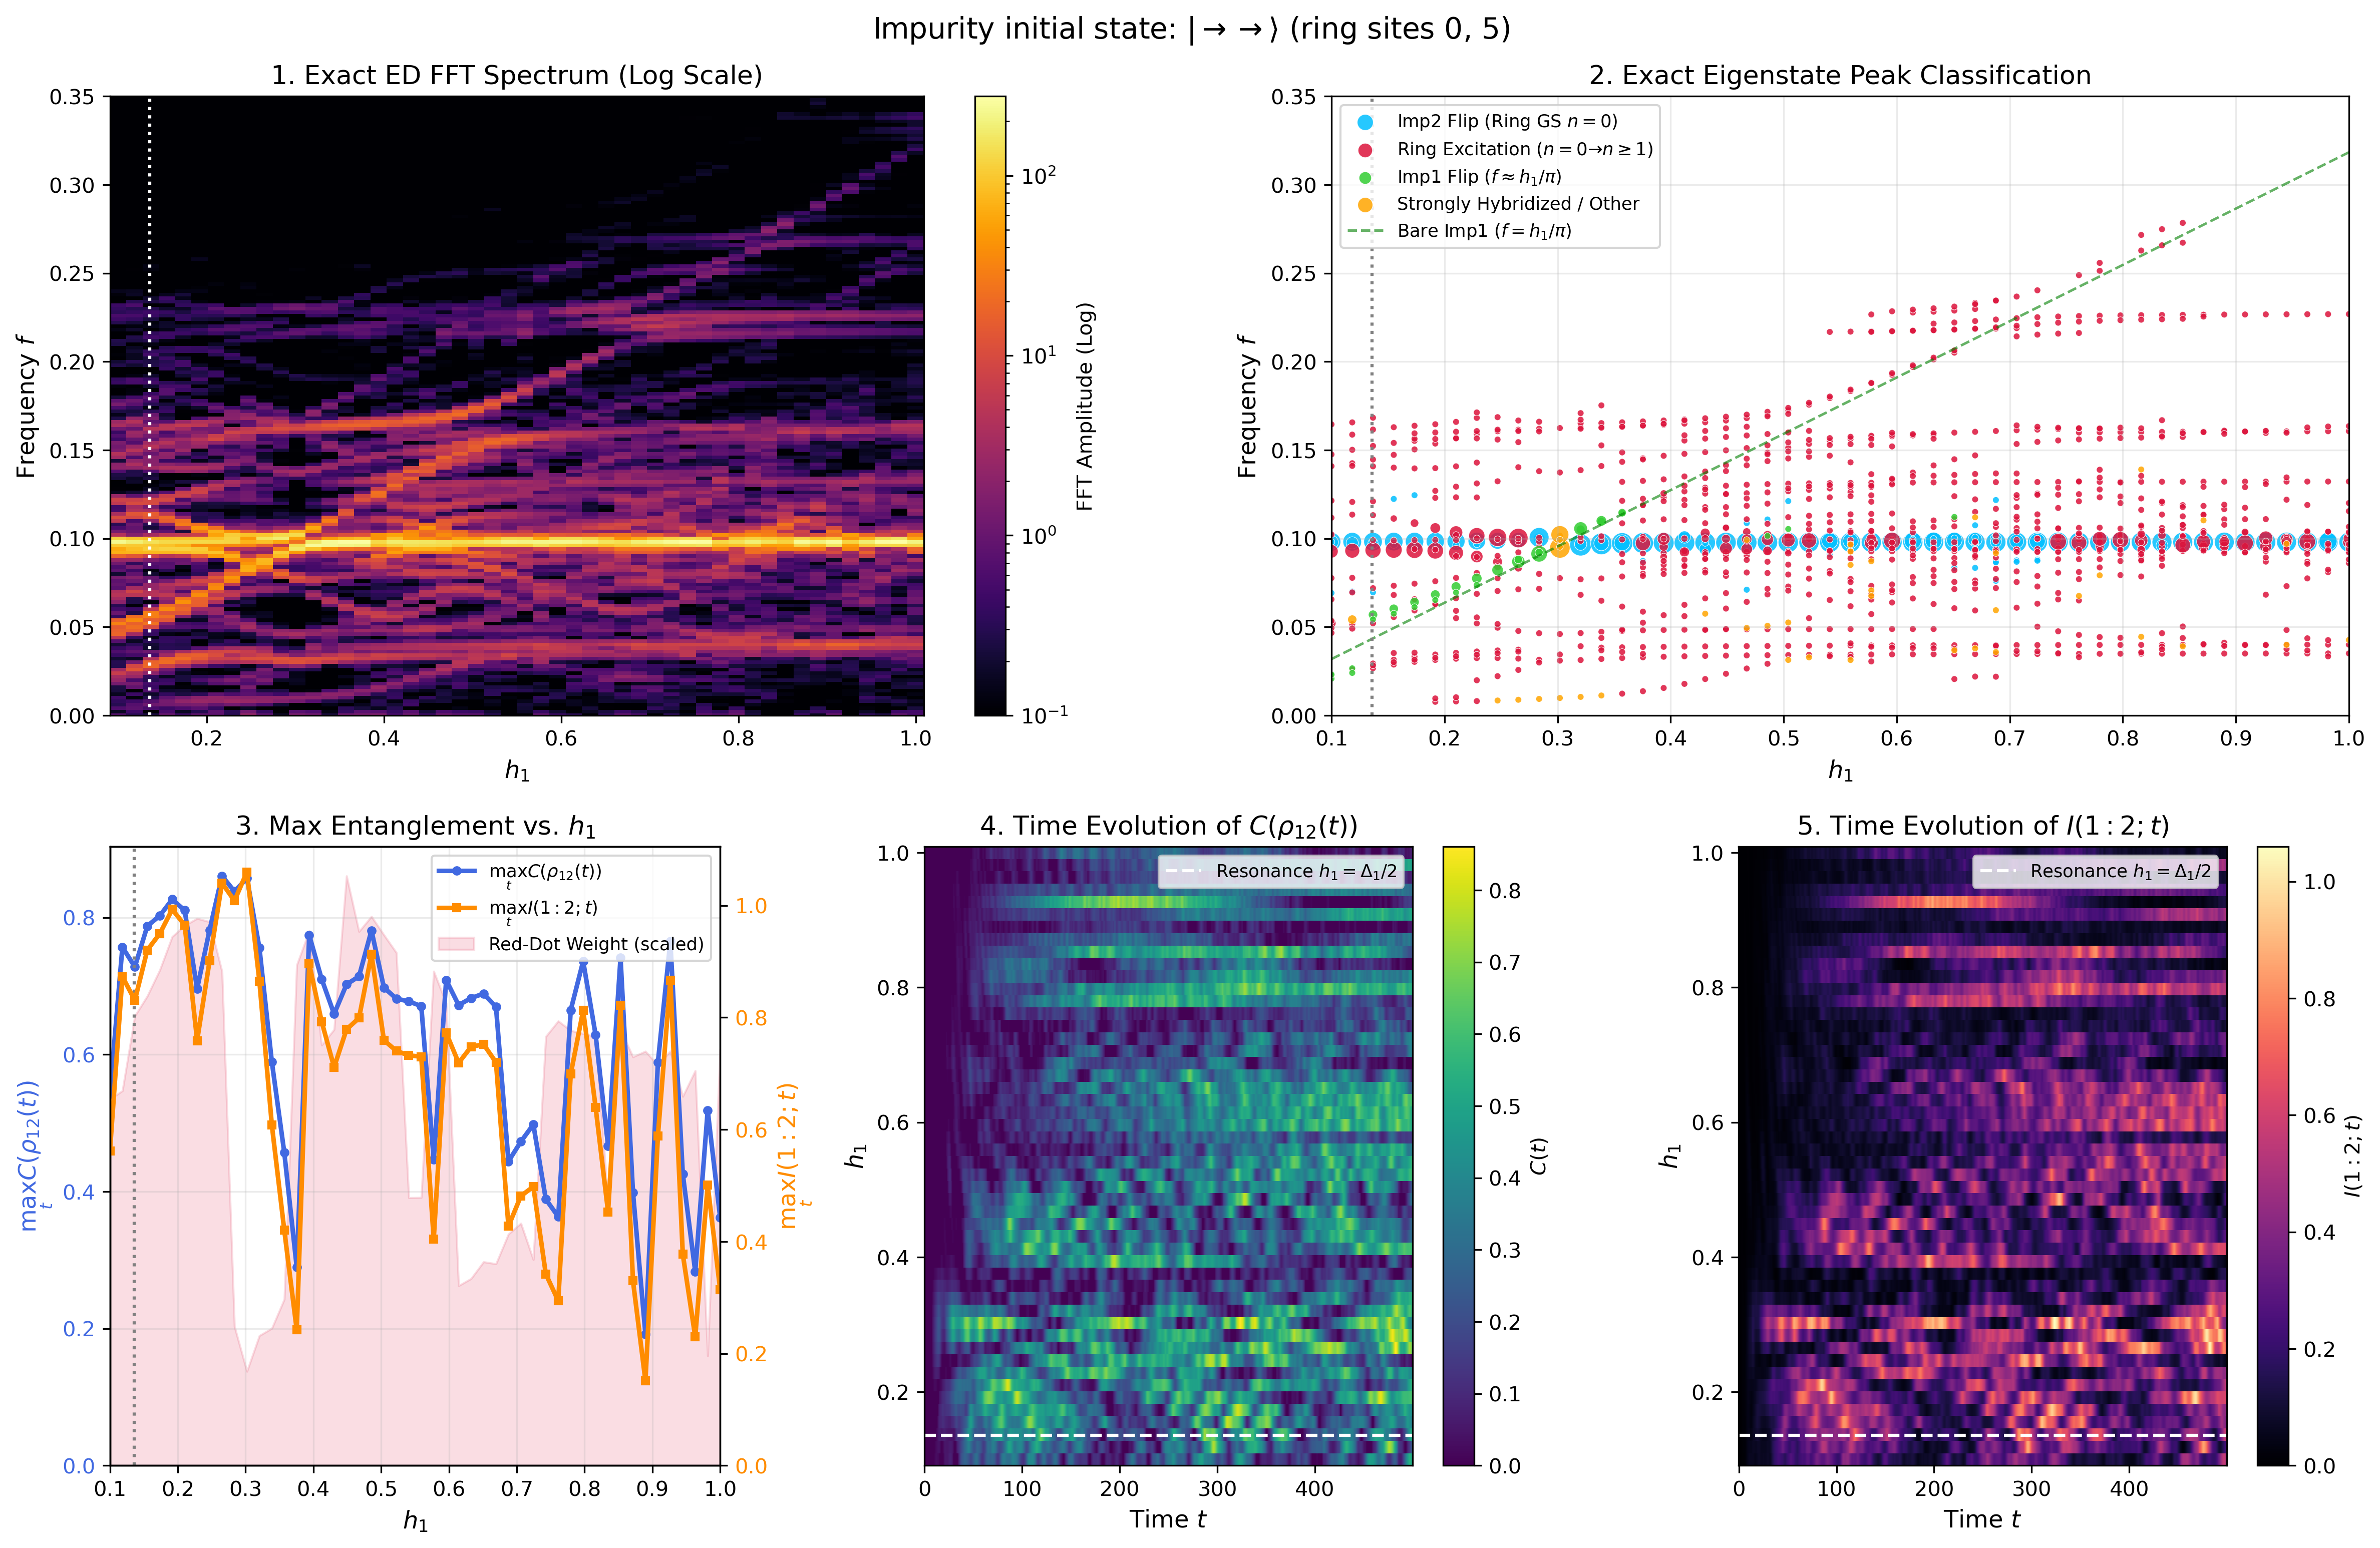 Impurity initial state: |→→⟩ (ring sites 0, 5)
1. Exact ED FFT Spectrum (Log Scale)
0.35
0.30
0.25
0.20
0.15
0.10
0.05
0.00
Frequency f
0.2
0.4
0.6
0.8
1.0
h₁
10²
10¹
10⁰
10⁻¹
FFT Amplitude (Log)
2. Exact Eigenstate Peak Classification
Imp2 Flip (Ring GS n = 0)
Ring Excitation (n = 0→n ≥ 1)
Imp1 Flip (f ≈ h₁/π)
Strongly Hybridized / Other
Bare Imp1 (f = h₁/π)
0.35
0.30
0.25
0.20
0.15
0.10
0.05
0.00
Frequency f
0.1
0.2
0.3
0.4
0.5
0.6
0.7
0.8
0.9
1.0
h₁
3. Max Entanglement vs. h₁
max C(ρ₁₂(t))
t
max I(1 : 2; t)
t
Red-Dot Weight (scaled)
0.8
0.6
0.4
0.2
0.0
max C(ρ₁₂(t))
t
1.0
0.8
0.6
0.4
0.2
0.0
max I(1 : 2; t)
t
0.1
0.2
0.3
0.4
0.5
0.6
0.7
0.8
0.9
1.0
h₁
4. Time Evolution of C(ρ₁₂(t))
Resonance h₁ = Δ₁/2
1.0
0.8
0.6
0.4
0.2
h₁
0
100
200
300
400
Time t
0.8
0.7
0.6
0.5
0.4
0.3
0.2
0.1
0.0
C(t)
5. Time Evolution of I(1 : 2; t)
Resonance h₁ = Δ₁/2
1.0
0.8
0.6
0.4
0.2
h₁
0
100
200
300
400
Time t
1.0
0.8
0.6
0.4
0.2
0.0
I(1 : 2; t)